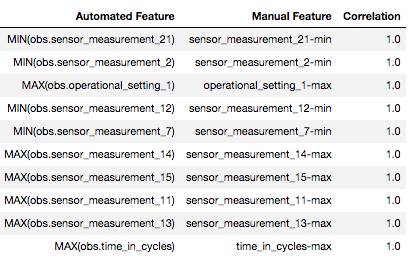 Automated Feature Manual Feature Correlation
MIN(obs.sensor_measurement_21) sensor_measurement_21-min 1.0
MIN(obs.sensor_measurement_2) sensor_measurement_2-min 1.0
MAX(obs.operational_setting_1) operational_setting_1-max 1.0
MIN(obs.sensor_measurement_12) sensor_measurement_12-min 1.0
MIN(obs.sensor_measurement_7) sensor_measurement_7-min 1.0
MAX(obs.sensor_measurement_14) sensor_measurement_14-max 1.0
MAX(obs.sensor_measurement_15) sensor_measurement_15-max 1.0
MAX(obs.sensor_measurement_11) sensor_measurement_11-max 1.0
MAX(obs.sensor_measurement_13) sensor_measurement_13-max 1.0
MAX(obs.time_in_cycles) time_in_cycles-max 1.0